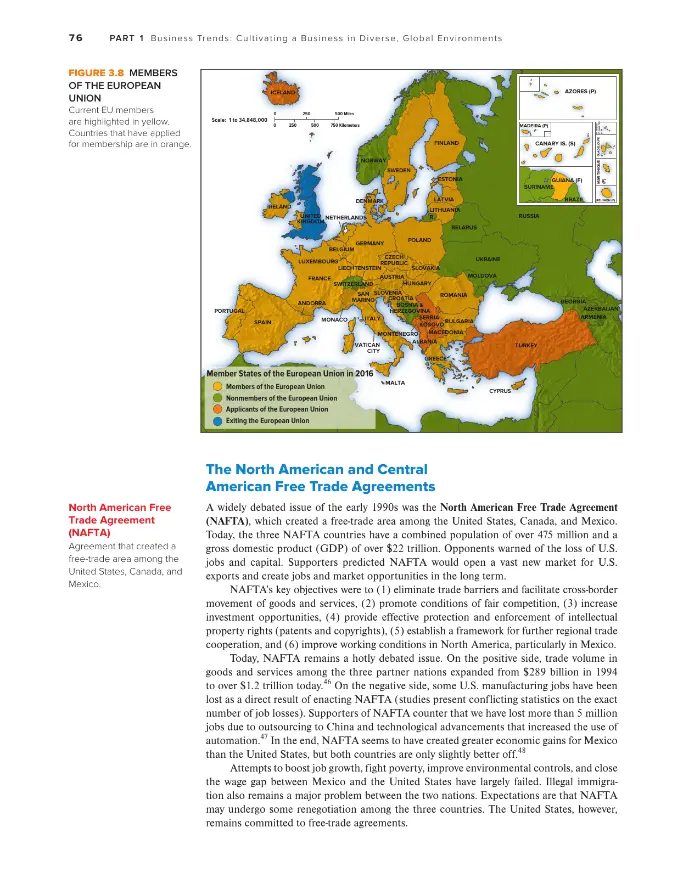 76 PART 1 Business Trends: Cultivating a Business in Diverse, Global Environments
FIGURE 3.8 MEMBERS
OF THE EUROPEAN
UNION
Current EU members
are highlighted in yellow.
Countries that have applied
for membership are in orange.
ICELAND
Scale: 1 to 34,848,000
0 250 500 Miles
0 250 500 750 Kilometers
AZORES (P)
MADEIRA (P)
CANARY IS. (S)
GUIANA (F)
SURINAME
BRAZIL
NORWAY
SWEDEN
FINLAND
ESTONIA
LATVIA
LITHUANIA
R.
DENMARK
IRELAND
UNITED
KINGDOM
NETHERLANDS
RUSSIA
BELARUS
POLAND
GERMANY
BELGIUM
LUXEMBOURG
LIECHTENSTEIN
CZECH
REPUBLIC
SLOVAKIA
UKRAINE
MOLDOVA
FRANCE
SWITZERLAND
AUSTRIA
HUNGARY
SAN
MARINO
SLOVENIA
CROATIA
BOSNIA &
HERZEGOVINA
ROMANIA
ANDORRA
MONACO
ITALY
SERBIA
KOSOVO
BULGARIA
MONTENEGRO
MACEDONIA
ALBANIA
VATICAN
CITY
GREECE
PORTUGAL
SPAIN
GEORGIA
AZERBAIJAN
ARMENIA
TURKEY
MALTA
CYPRUS
Member States of the European Union in 2016
Members of the European Union
Nonmembers of the European Union
Applicants of the European Union
Exiting the European Union
The North American and Central
American Free Trade Agreements
North American Free
Trade Agreement
(NAFTA)
Agreement that created a
free-trade area among the
United States, Canada, and
Mexico.
A widely debated issue of the early 1990s was the North American Free Trade Agreement
(NAFTA), which created a free-trade area among the United States, Canada, and Mexico.
Today, the three NAFTA countries have a combined population of over 475 million and a
gross domestic product (GDP) of over $22 trillion. Opponents warned of the loss of U.S.
jobs and capital. Supporters predicted NAFTA would open a vast new market for U.S.
exports and create jobs and market opportunities in the long term.
NAFTA's key objectives were to (1) eliminate trade barriers and facilitate cross-border
movement of goods and services, (2) promote conditions of fair competition, (3) increase
investment opportunities, (4) provide effective protection and enforcement of intellectual
property rights (patents and copyrights), (5) establish a framework for further regional trade
cooperation, and (6) improve working conditions in North America, particularly in Mexico.
Today, NAFTA remains a hotly debated issue. On the positive side, trade volume in
goods and services among the three partner nations expanded from $289 billion in 1994
to over $1.2 trillion today.46 On the negative side, some U.S. manufacturing jobs have been
lost as a direct result of enacting NAFTA (studies present conflicting statistics on the exact
number of job losses). Supporters of NAFTA counter that we have lost more than 5 million
jobs due to outsourcing to China and technological advancements that increased the use of
automation.47 In the end, NAFTA seems to have created greater economic gains for Mexico
than the United States, but both countries are only slightly better off.48
Attempts to boost job growth, fight poverty, improve environmental controls, and close
the wage gap between Mexico and the United States have largely failed. Illegal immigra-
tion also remains a major problem between the two nations. Expectations are that NAFTA
may undergo some renegotiation among the three countries. The United States, however,
remains committed to free-trade agreements.